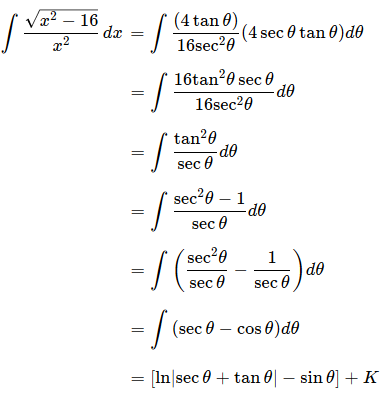 ∫ √(x² − 16) / x² dx = ∫ (4 tan θ) / 16sec²θ (4 sec θ tan θ)dθ
= ∫ 16tan²θ sec θ / 16sec²θ dθ
= ∫ tan²θ / sec θ dθ
= ∫ (sec²θ − 1) / sec θ dθ
= ∫ (sec²θ / sec θ − 1 / sec θ) dθ
= ∫ (sec θ − cos θ)dθ
= [ln|sec θ + tan θ| − sin θ] + K